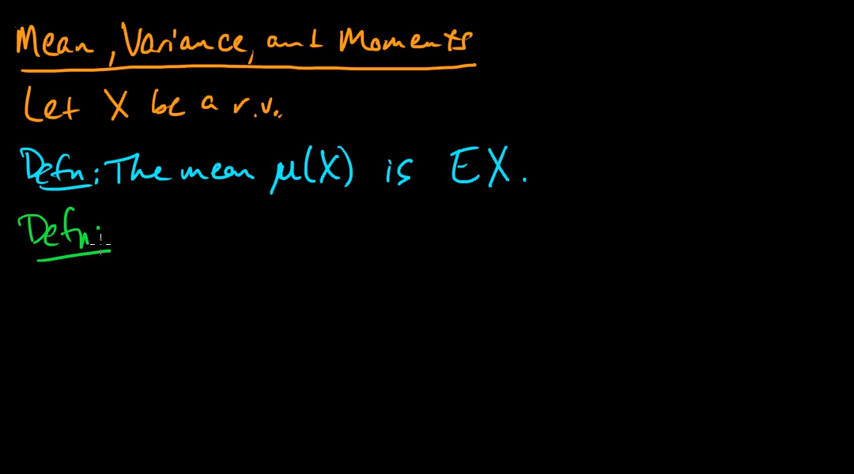 Mean, Variance, and Moments
Let X be a r.v..
Defn: The mean μ(X) is EX.
Defn: